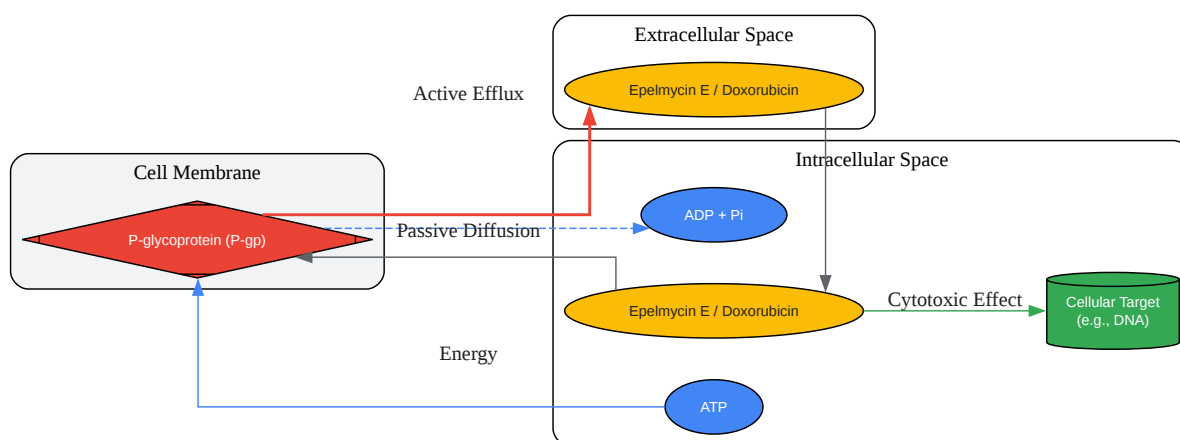 Extracellular Space
Epelmycin E / Doxorubicin
Active Efflux
Intracellular Space
Cell Membrane
ADP + Pi
Passive Diffusion
P-glycoprotein (P-gp)
Cytotoxic Effect
Cellular Target
(e.g., DNA)
Epelmycin E / Doxorubicin
Energy
ATP